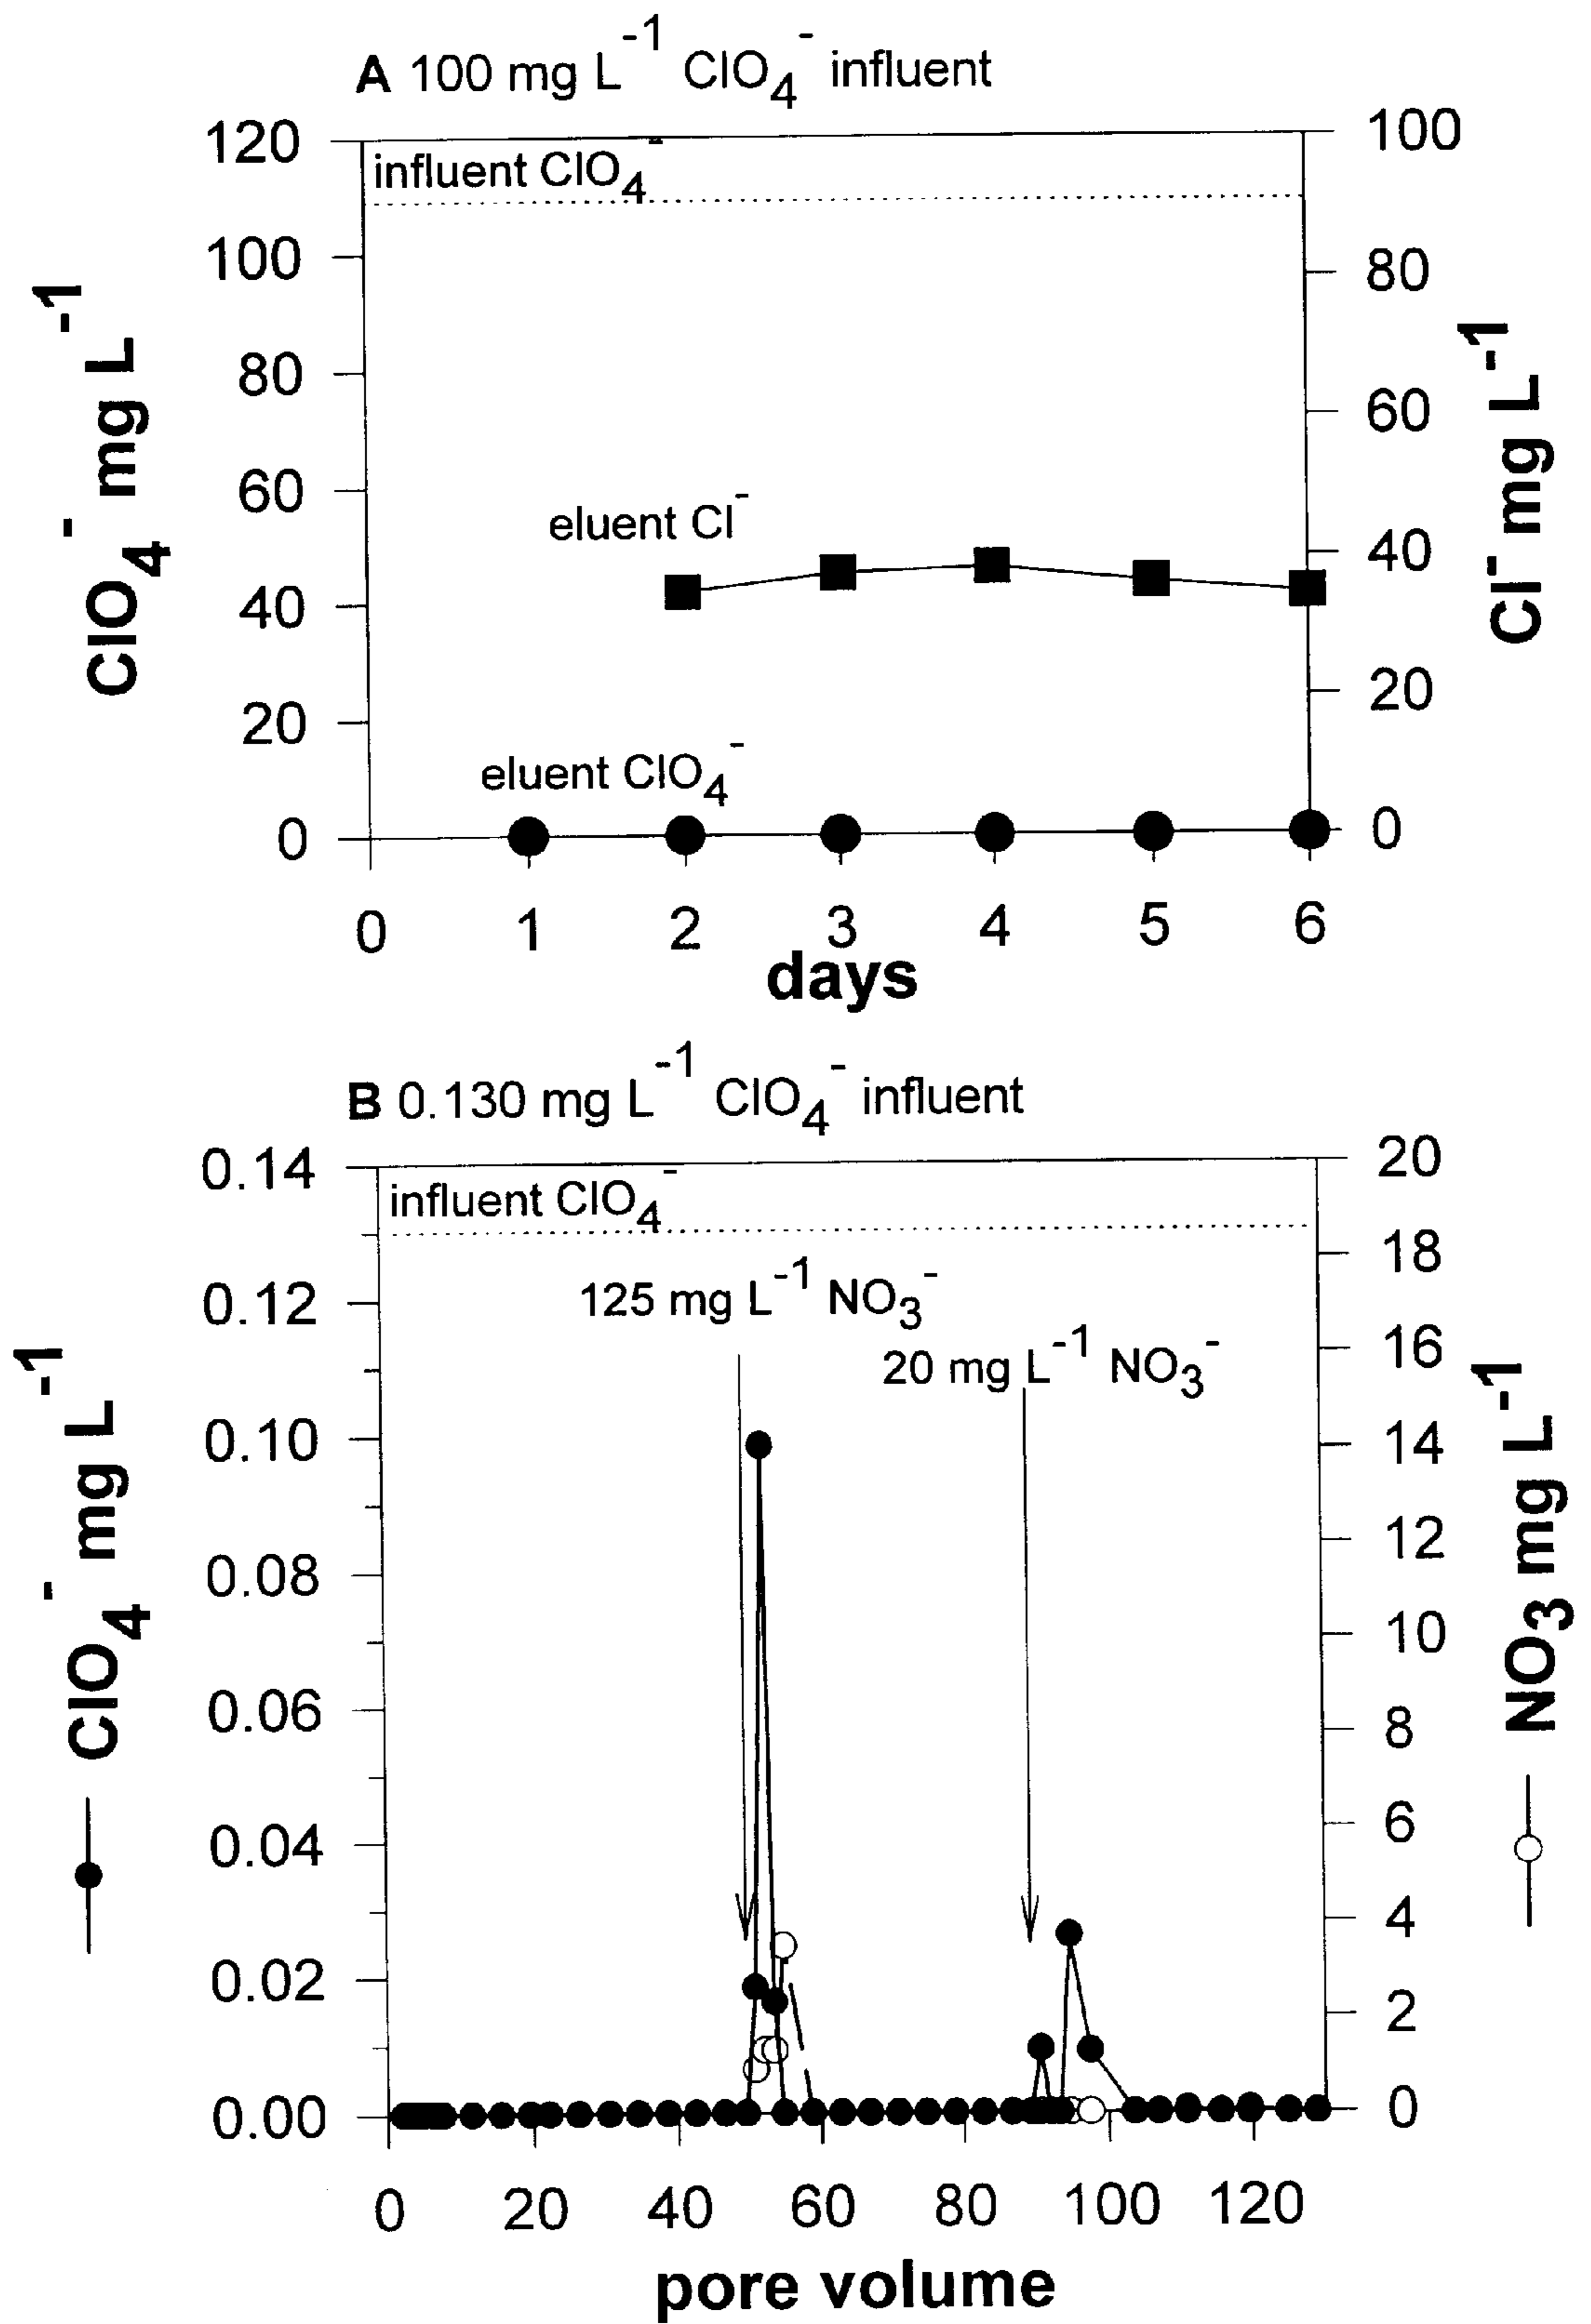 A 100 mg L⁻¹ ClO₄⁻ influent
120
100
80
60
40
20
0
ClO₄⁻ mg L⁻¹
influent ClO₄⁻
eluent Cl⁻
eluent ClO₄⁻
100
80
60
40
20
0
Cl⁻ mg L⁻¹
0 1 2 3 4 5 6
days
B 0.130 mg L⁻¹ ClO₄⁻ influent
0.14
0.12
0.10
0.08
0.06
0.04
0.02
0.00
ClO₄⁻ mg L⁻¹
influent ClO₄⁻
125 mg L⁻¹ NO₃⁻
20 mg L⁻¹ NO₃⁻
20
18
16
14
12
10
8
6
4
2
0
NO₃ mg L⁻¹
0 20 40 60 80 100 120
pore volume